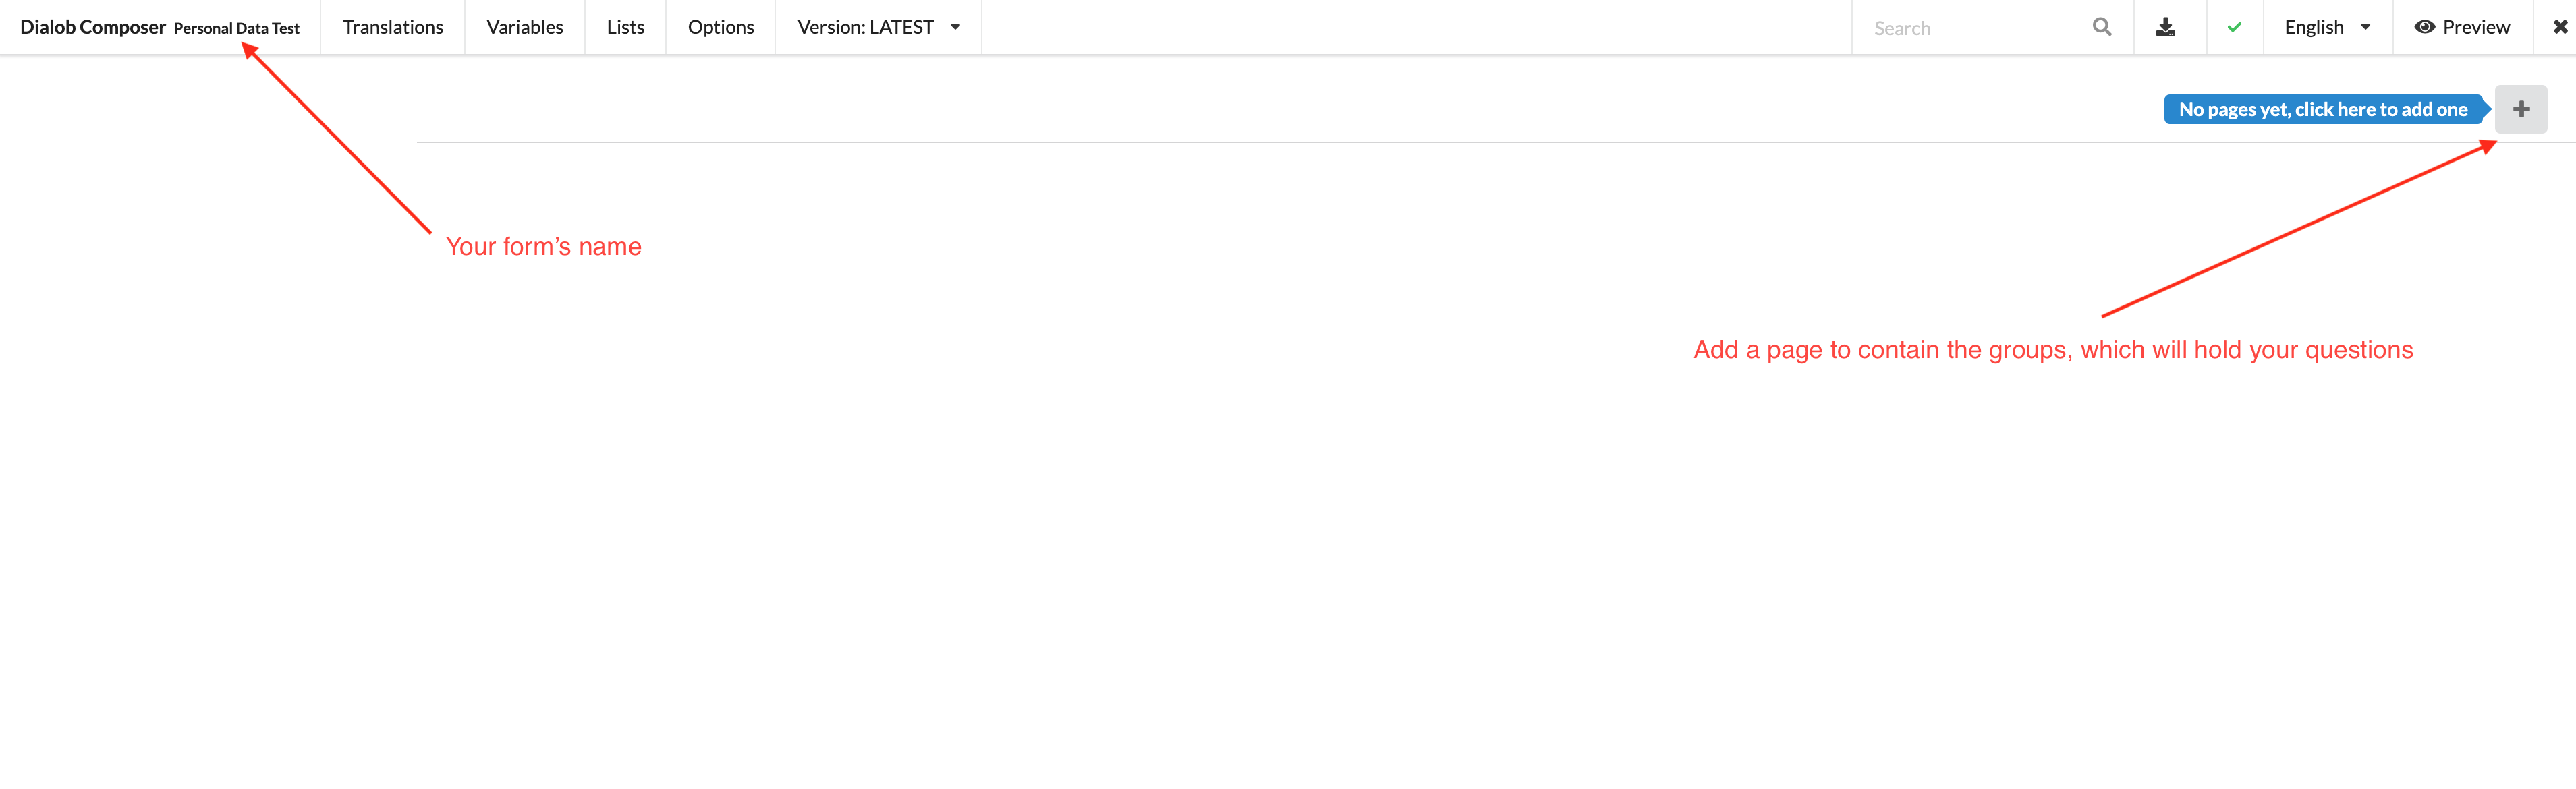 Dialob Composer Personal Data Test Translations Variables Lists Options Version: LATEST Search English Preview
No pages yet, click here to add one
Your form’s name
Add a page to contain the groups, which will hold your questions